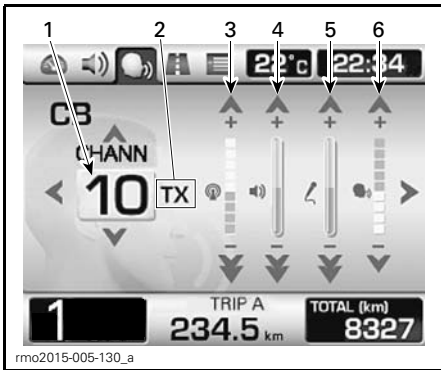 1 2 3 4 5 6
22°c 22:34
CB
CHANN
+ + + +
10 TX
− − − −
1 TRIP A 234.5 km TOTAL (km) 8327
rmo2015-005-130_a